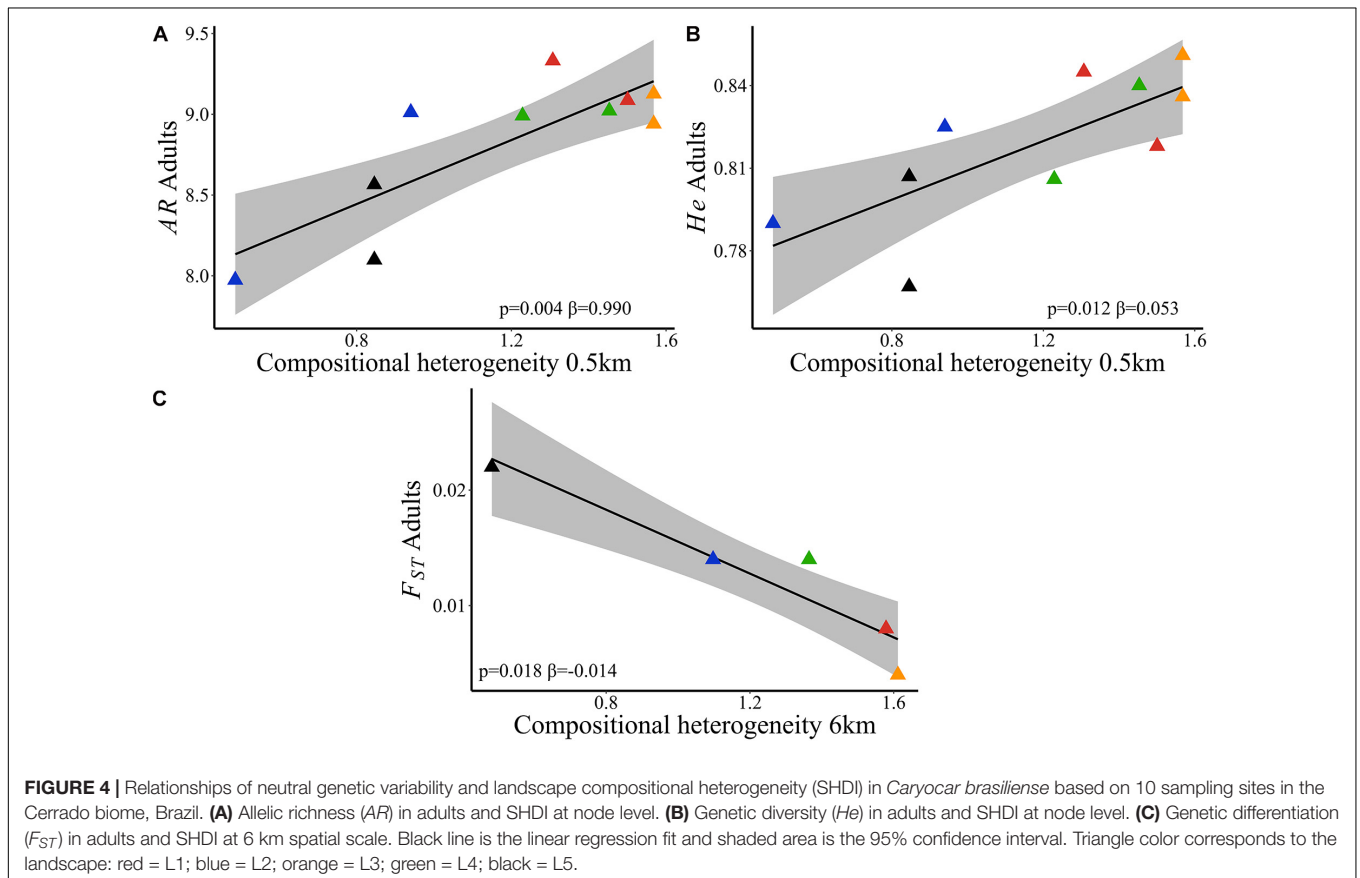 A
9.5
9.0
8.5
8.0
AR Adults
p=0.004 β=0.990
0.8 1.2 1.6
Compositional heterogeneity 0.5km
B
0.84
0.81
0.78
He Adults
p=0.012 β=0.053
0.8 1.2 1.6
Compositional heterogeneity 0.5km
C
0.02
0.01
FST Adults
p=0.018 β=-0.014
0.8 1.2 1.6
Compositional heterogeneity 6km
FIGURE 4 | Relationships of neutral genetic variability and landscape compositional heterogeneity (SHDI) in Caryocar brasiliense based on 10 sampling sites in the
Cerrado biome, Brazil. (A) Allelic richness (AR) in adults and SHDI at node level. (B) Genetic diversity (He) in adults and SHDI at node level. (C) Genetic differentiation
(FST) in adults and SHDI at 6 km spatial scale. Black line is the linear regression fit and shaded area is the 95% confidence interval. Triangle color corresponds to the
landscape: red = L1; blue = L2; orange = L3; green = L4; black = L5.